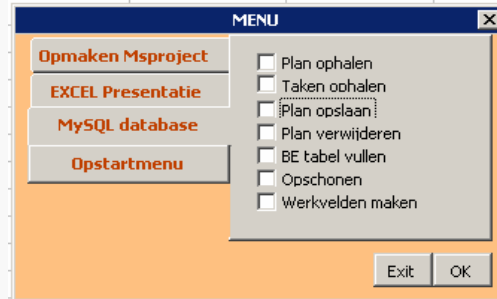 MENU
Opmaken Msproject
EXCEL Presentatie
MySQL database
Opstartmenu
Plan ophalen
Taken ophalen
Plan opslaan
Plan verwijderen
BE tabel vullen
Opschonen
Werkvelden maken
Exit
OK